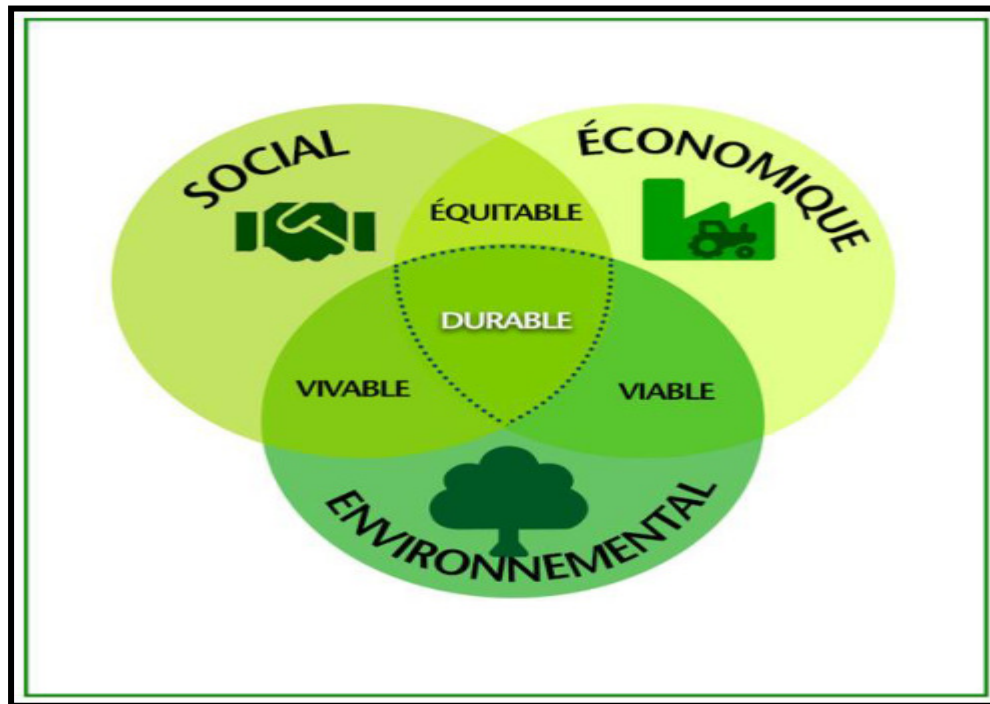 SOCIAL
ÉCONOMIQUE
ÉQUITABLE
DURABLE
VIVABLE
VIABLE
ENVIRONNEMENTAL